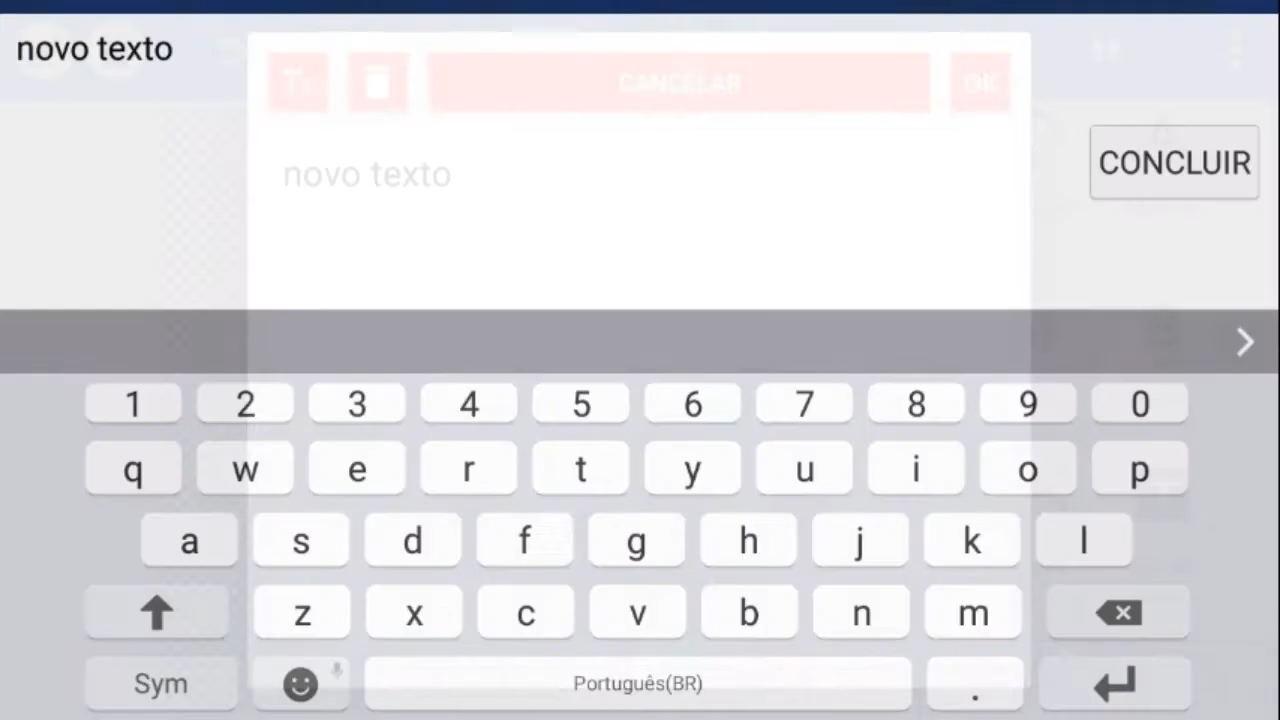 novo texto
CANCELAR
OK
novo texto
CONCLUIR
1 2 3 4 5 6 7 8 9 0
q w e r t y u i o p
a s d f g h j k l
z x c v b n m
Sym
Português(BR)
.